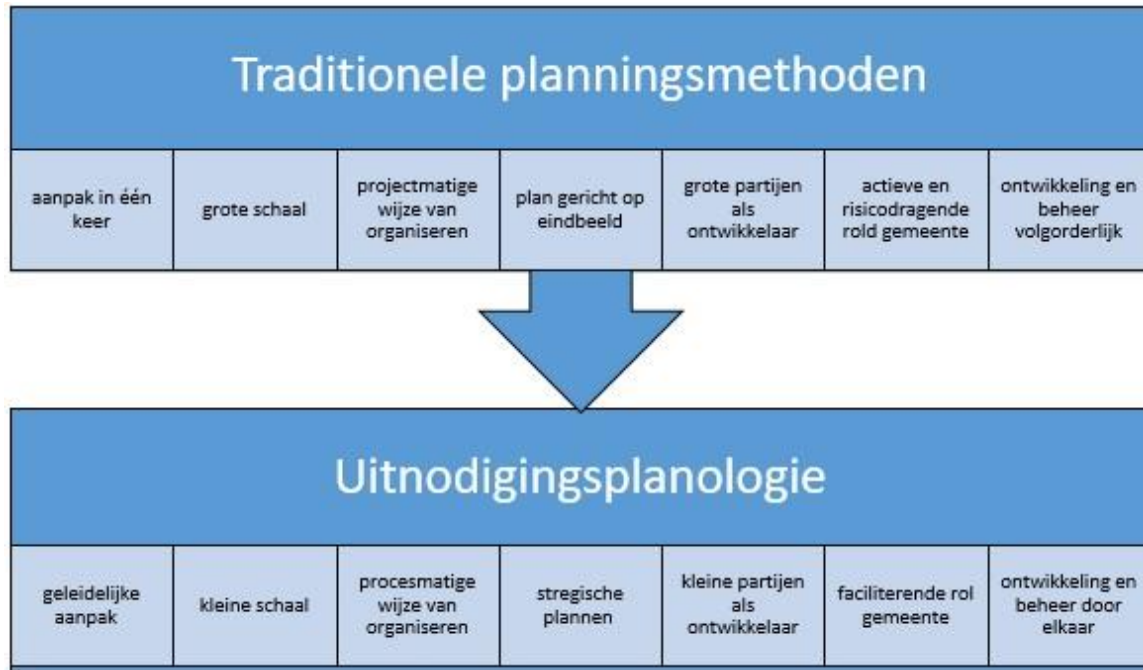 Traditionele planningsmethoden
aanpak in één
keer
grote schaal
projectmatige
wijze van
organiseren
plan gericht op
eindbeeld
grote partijen
als
ontwikkelaar
actieve en
risicodragende
rold gemeente
ontwikkeling en
beheer
volgorderlijk
Uitnodigingsplanologie
geleidelijke
aanpak
kleine schaal
procesmatige
wijze van
organiseren
stregische
plannen
kleine partijen
als
ontwikkelaar
faciliterende rol
gemeente
ontwikkeling en
beheer door
elkaar